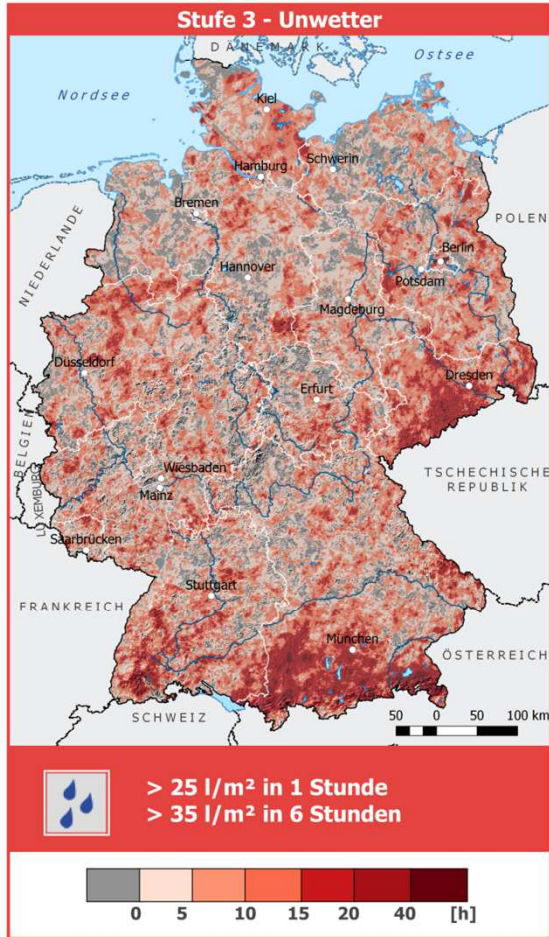 Stufe 3 - Unwetter
DÄNEMARK
Ostsee
Nordsee
Kiel
Schwerin
Hamburg
Bremen
POLEN
NIEDERLANDE
Berlin
Hannover
Potsdam
Magdeburg
Düsseldorf
Dresden
Erfurt
BELGIEN
Wiesbaden
TSCHECHISCHE
REPUBLIK
Mainz
LUXEMBURG
Saarbrücken
Stuttgart
FRANKREICH
München
ÖSTERREICH
SCHWEIZ
50 0 50 100 km
> 25 l/m² in 1 Stunde
> 35 l/m² in 6 Stunden
0 5 10 15 20 40 [h]